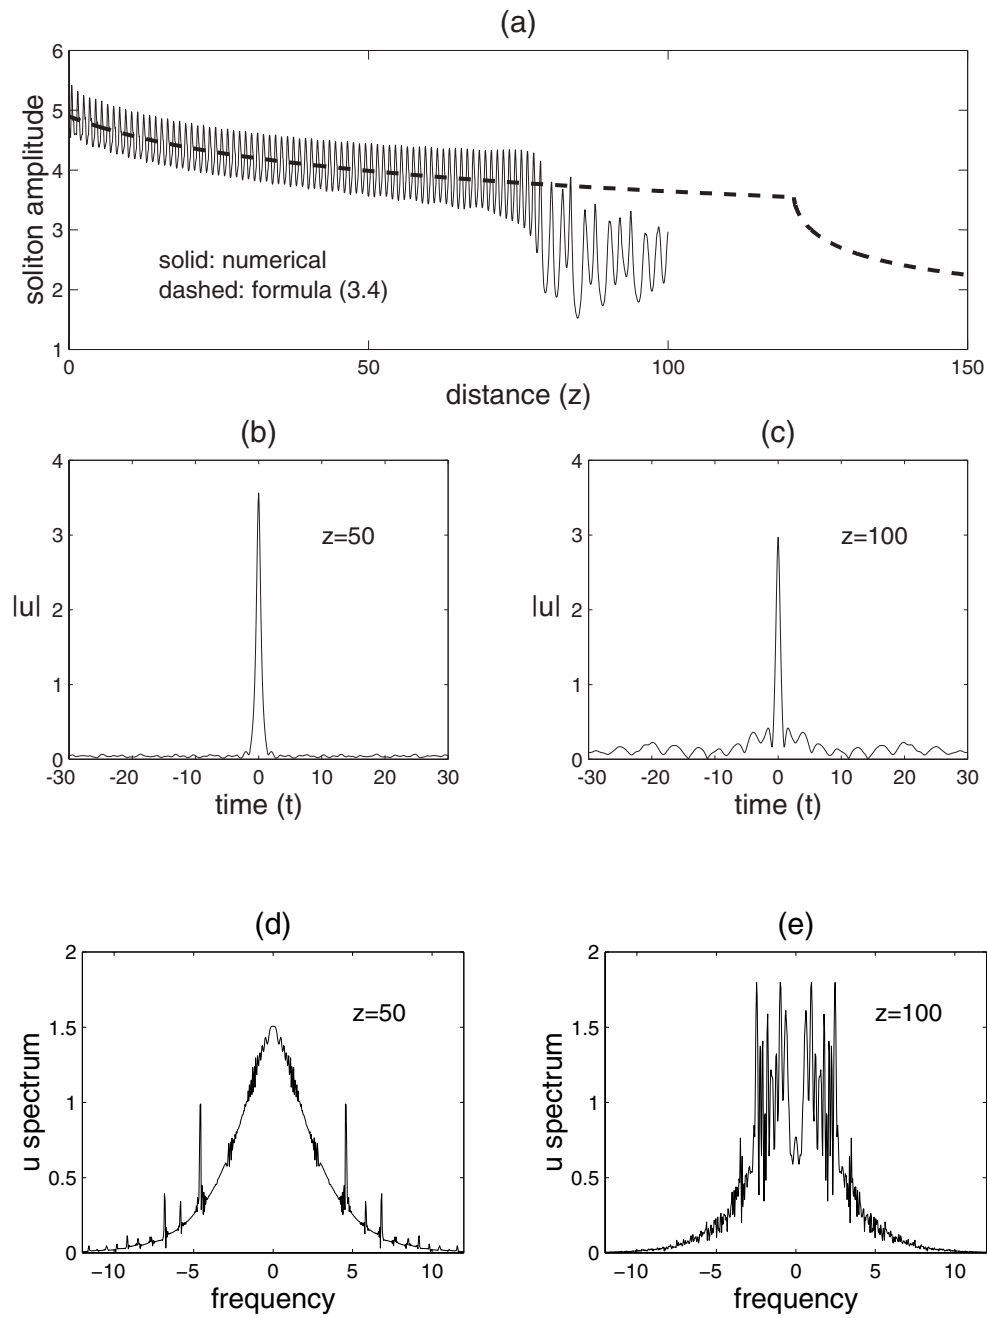 (a)
6
5
4
3
2
1
soliton amplitude
solid: numerical
dashed: formula (3.4)
0 50 100 150
distance (z)
(b)
4
3
2
1
0
|u|
z=50
-30 -20 -10 0 10 20 30
time (t)
(c)
4
3
2
1
0
|u|
z=100
-30 -20 -10 0 10 20 30
time (t)
(d)
2
1.5
1
0.5
0
u spectrum
z=50
−10 −5 0 5 10
frequency
(e)
2
1.5
1
0.5
0
u spectrum
z=100
−10 −5 0 5 10
frequency